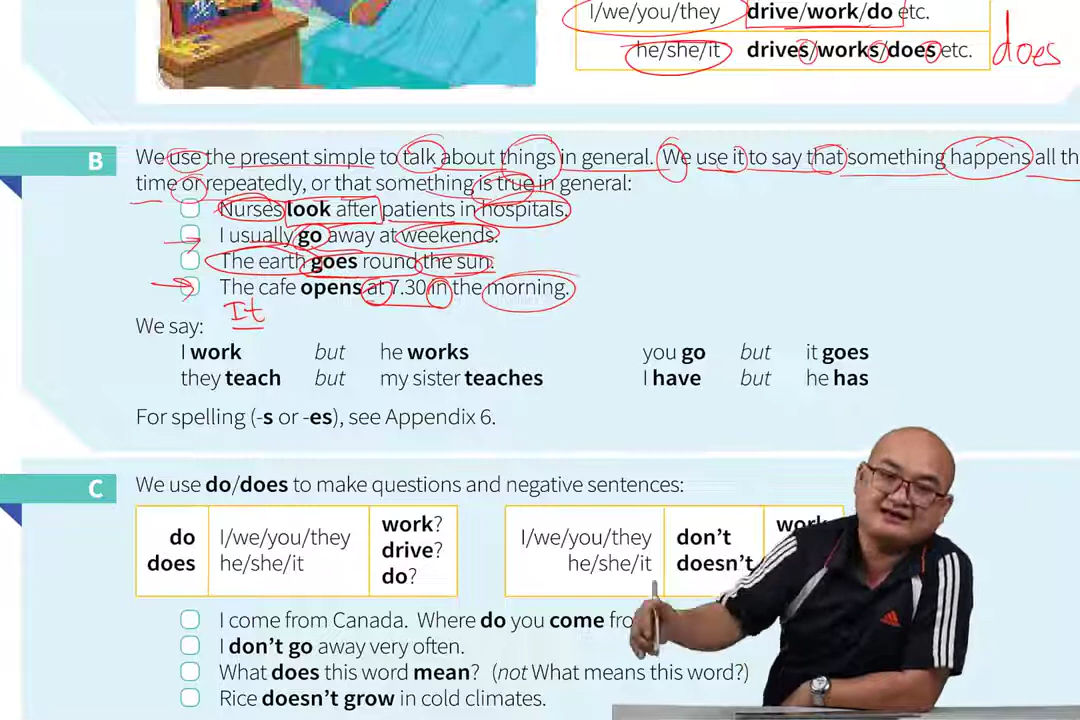 I/we/you/they drive/work/do etc.
he/she/it drives/works/does etc.
does
B We use the present simple to talk about things in general. We use it to say that something happens all
time or repeatedly, or that something is true in general:
Nurses look after patients in hospitals.
I usually go away at weekends.
The earth goes round the sun.
The cafe opens at 7.30 in the morning.
It
We say:
I work but he works you go but it goes
they teach but my sister teaches I have but he has
For spelling (-s or -es), see Appendix 6.
C We use do/does to make questions and negative sentences:
do I/we/you/they work?
does he/she/it drive?
do?
I/we/you/they don't
he/she/it doesn't
I come from Canada. Where do you come
I don't go away very often.
What does this word mean? (not What means this word?)
Rice doesn't grow in cold climates.